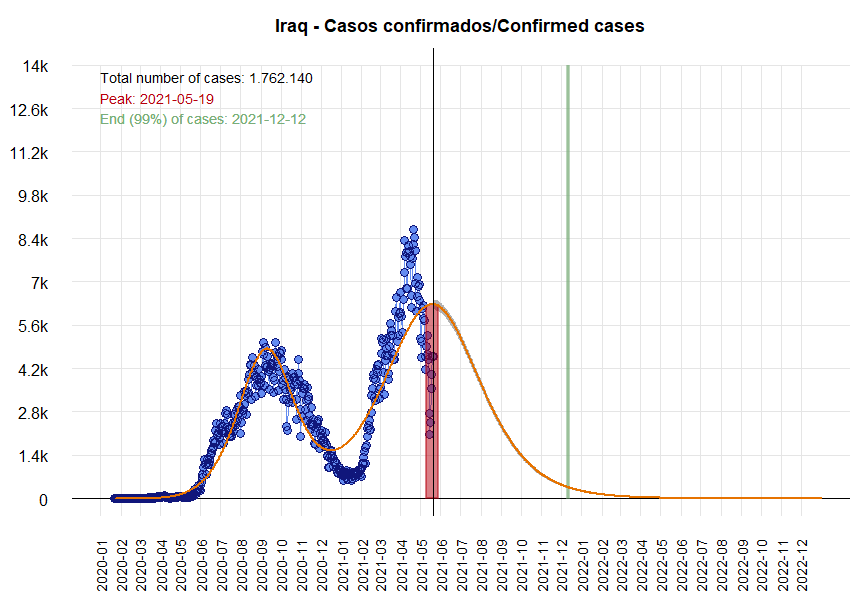 Iraq - Casos confirmados/Confirmed cases
14k
12.6k
11.2k
9.8k
8.4k
7k
5.6k
4.2k
2.8k
1.4k
0
Total number of cases: 1.762.140
Peak: 2021-05-19
End (99%) of cases: 2021-12-12
2020-01
2020-02
2020-03
2020-04
2020-05
2020-06
2020-07
2020-08
2020-09
2020-10
2020-11
2020-12
2021-01
2021-02
2021-03
2021-04
2021-05
2021-06
2021-07
2021-08
2021-09
2021-10
2021-11
2021-12
2022-01
2022-02
2022-03
2022-04
2022-05
2022-06
2022-07
2022-08
2022-09
2022-10
2022-11
2022-12